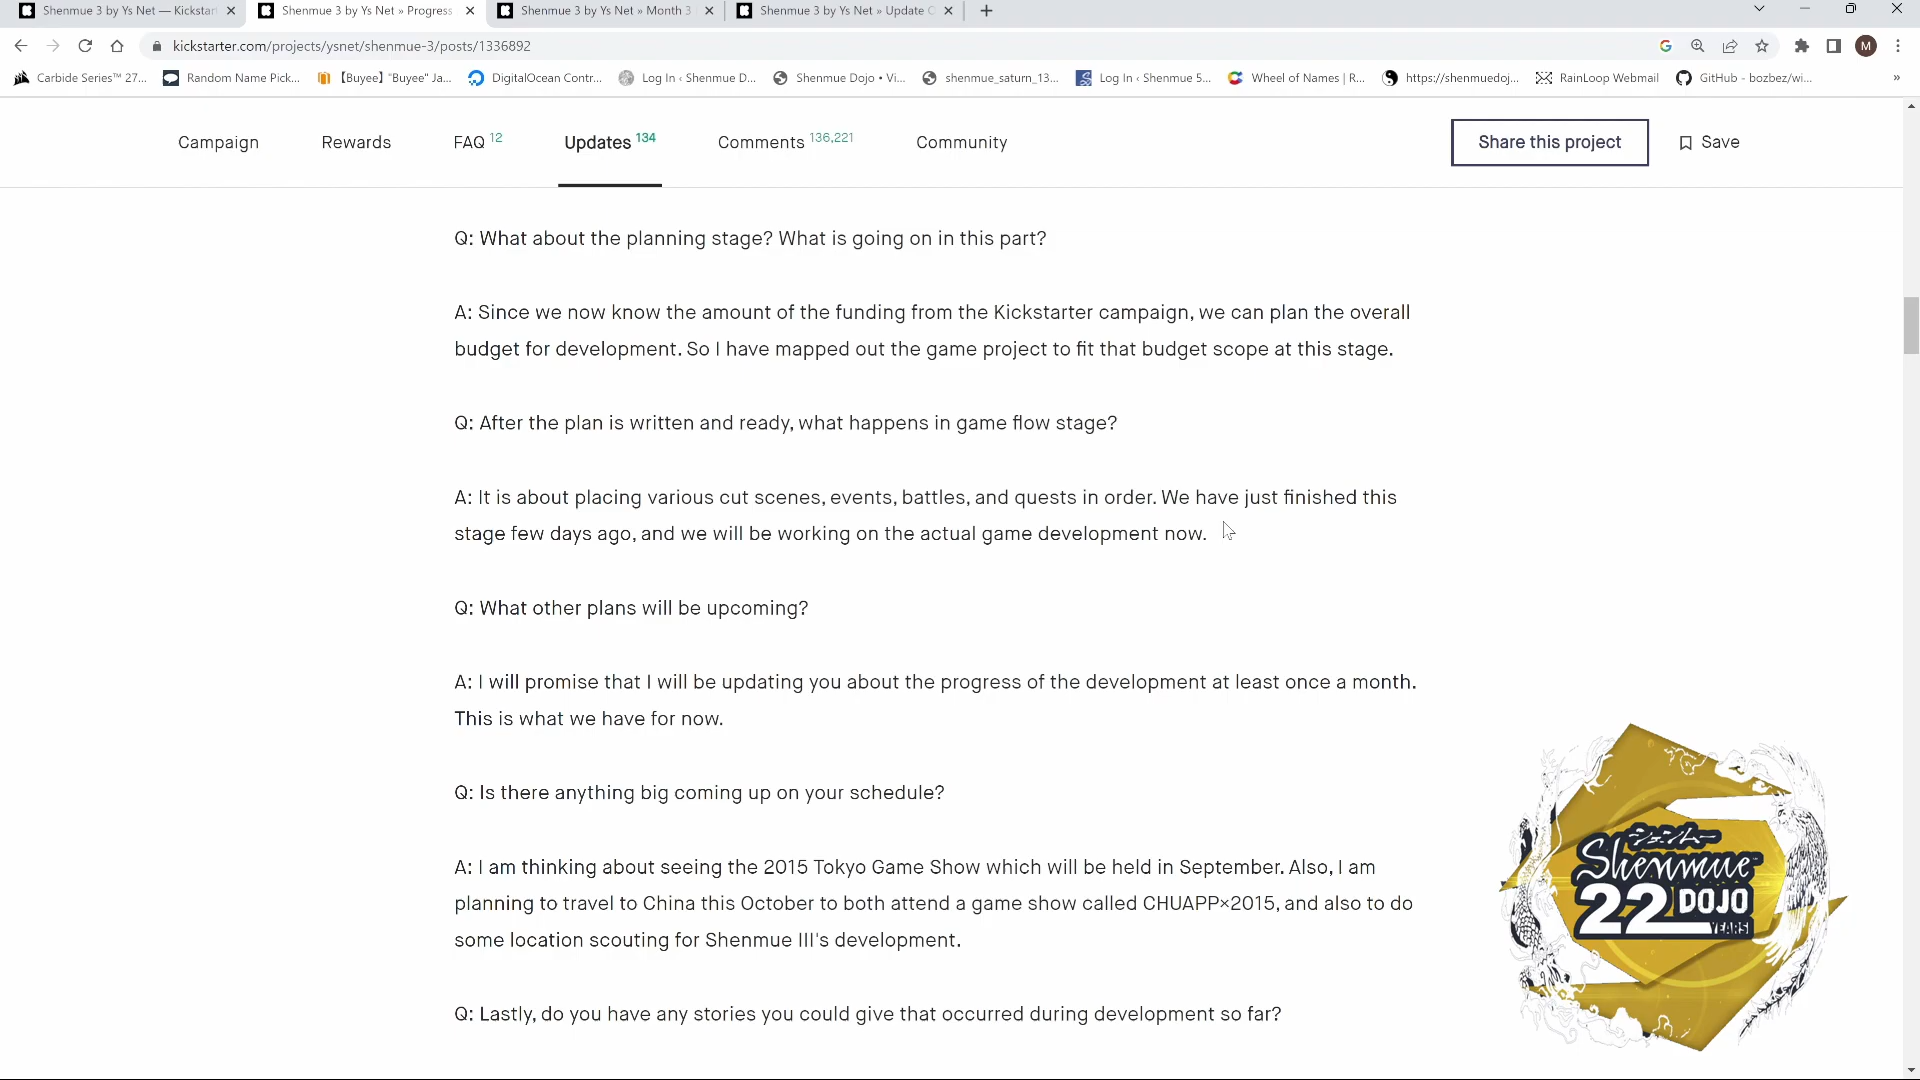 Shenmue 3 by Ys Net — Kickstar
Shenmue 3 by Ys Net » Progress
Shenmue 3 by Ys Net » Month 3
Shenmue 3 by Ys Net » Update
kickstarter.com/projects/ysnet/shenmue-3/posts/1336892
M
Carbide Series™ 27...
Random Name Pick...
【Buyee】 "Buyee" Ja...
DigitalOcean Contr...
Log In ‹ Shenmue D...
Shenmue Dojo • Vi...
shenmue_saturn_13...
Log In ‹ Shenmue 5...
Wheel of Names | R...
https://shenmuedoj...
RainLoop Webmail
GitHub - bozbez/wi...
»
Campaign
Rewards
FAQ 12
Updates 134
Comments 136,221
Community
Share this project
Save
Q: What about the planning stage? What is going on in this part?
A: Since we now know the amount of the funding from the Kickstarter campaign, we can plan the overall
budget for development. So I have mapped out the game project to fit that budget scope at this stage.
Q: After the plan is written and ready, what happens in game flow stage?
A: It is about placing various cut scenes, events, battles, and quests in order. We have just finished this
stage few days ago, and we will be working on the actual game development now.
Q: What other plans will be upcoming?
A: I will promise that I will be updating you about the progress of the development at least once a month.
This is what we have for now.
Q: Is there anything big coming up on your schedule?
A: I am thinking about seeing the 2015 Tokyo Game Show which will be held in September. Also, I am
planning to travel to China this October to both attend a game show called CHUAPP×2015, and also to do
some location scouting for Shenmue III's development.
Q: Lastly, do you have any stories you could give that occurred during development so far?
シェンムー
Shenmue
22 DOJO
YEARS!